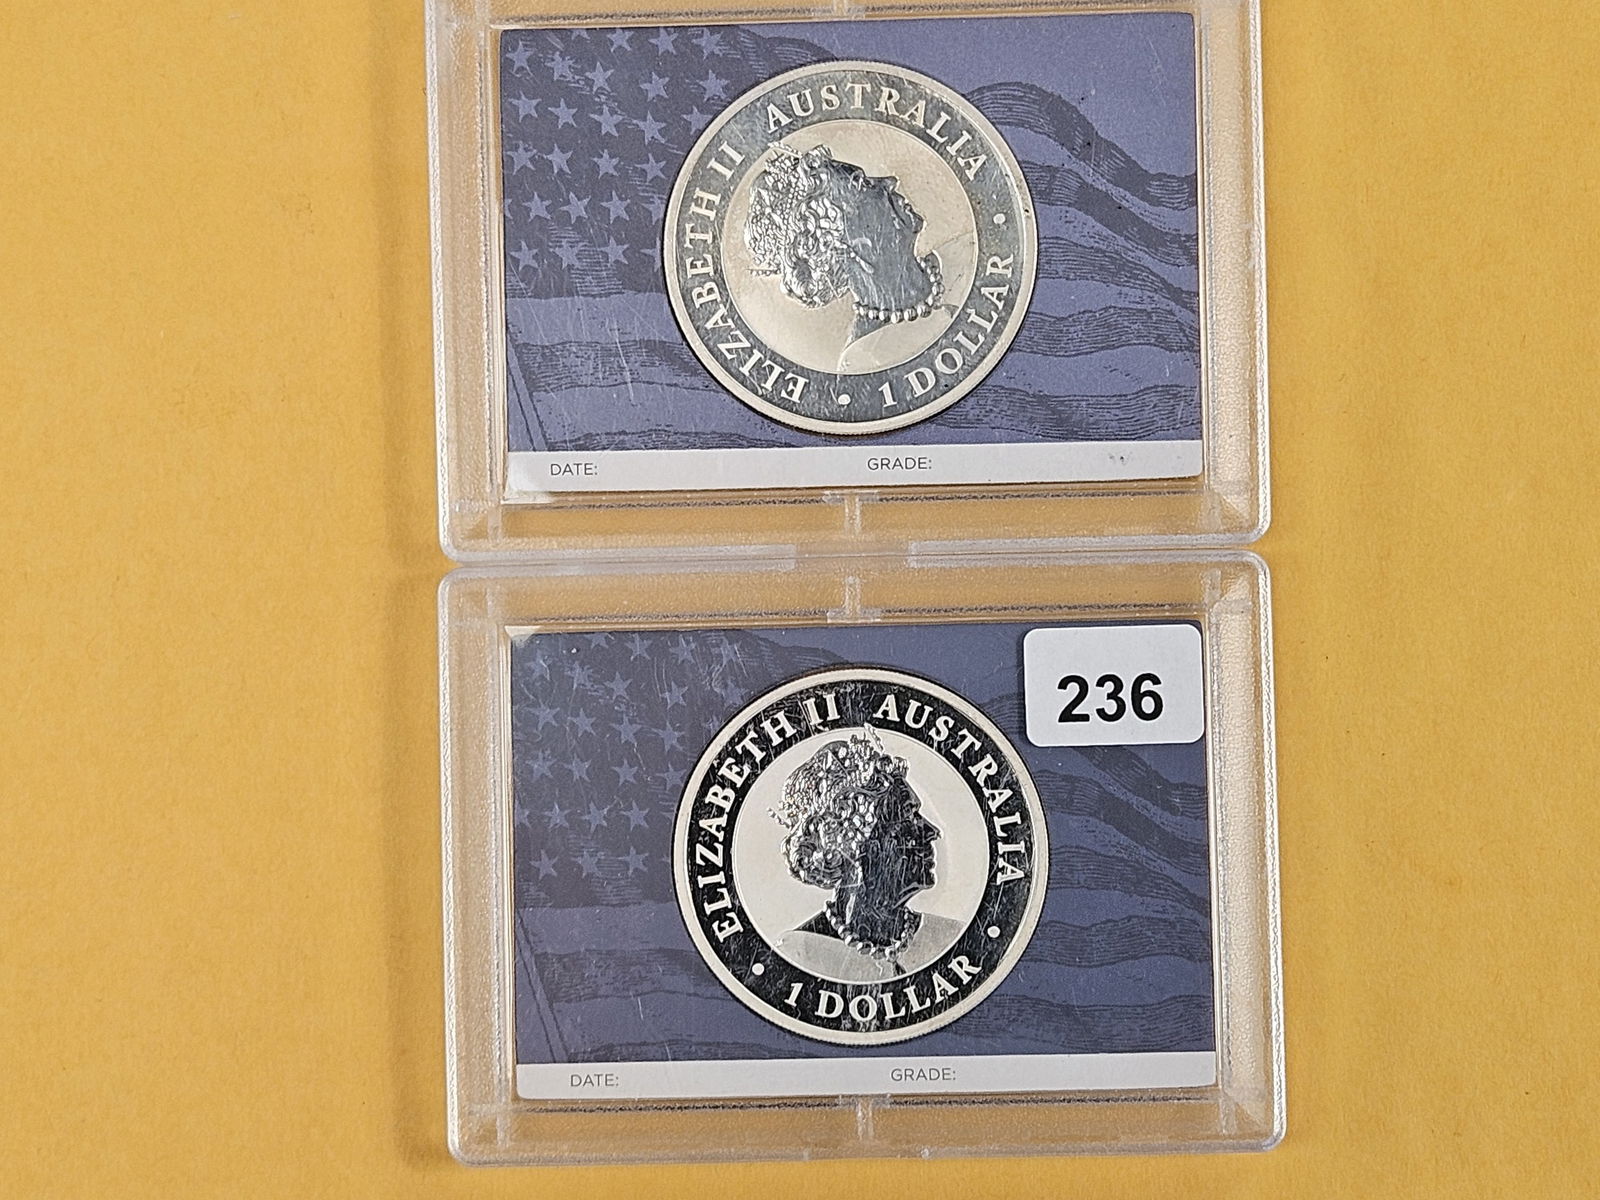 ELIZABETH II AUSTRALIA
• 1 DOLLAR •
DATE: GRADE:
236
ELIZABETH II AUSTRALIA
• 1 DOLLAR •
DATE: GRADE: